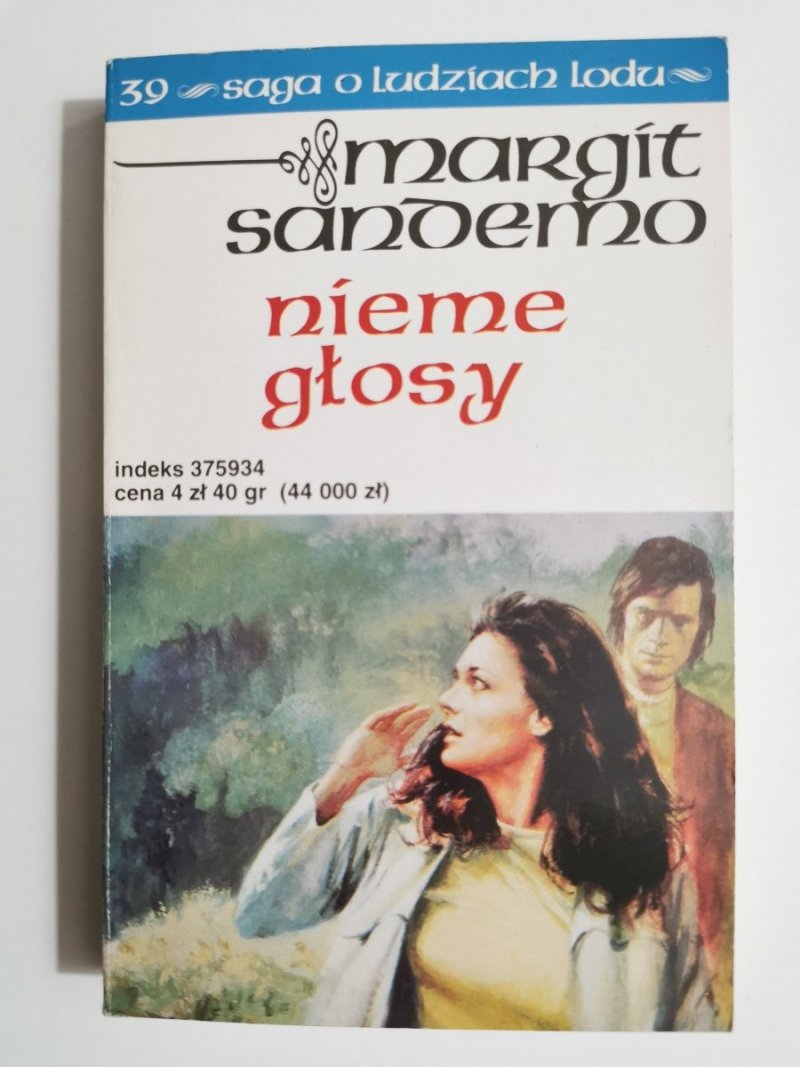 39 saga o ludziach lodu
margit
sandemo
nieme
głosy
indeks 375934
cena 4 zł 40 gr (44 000 zł)